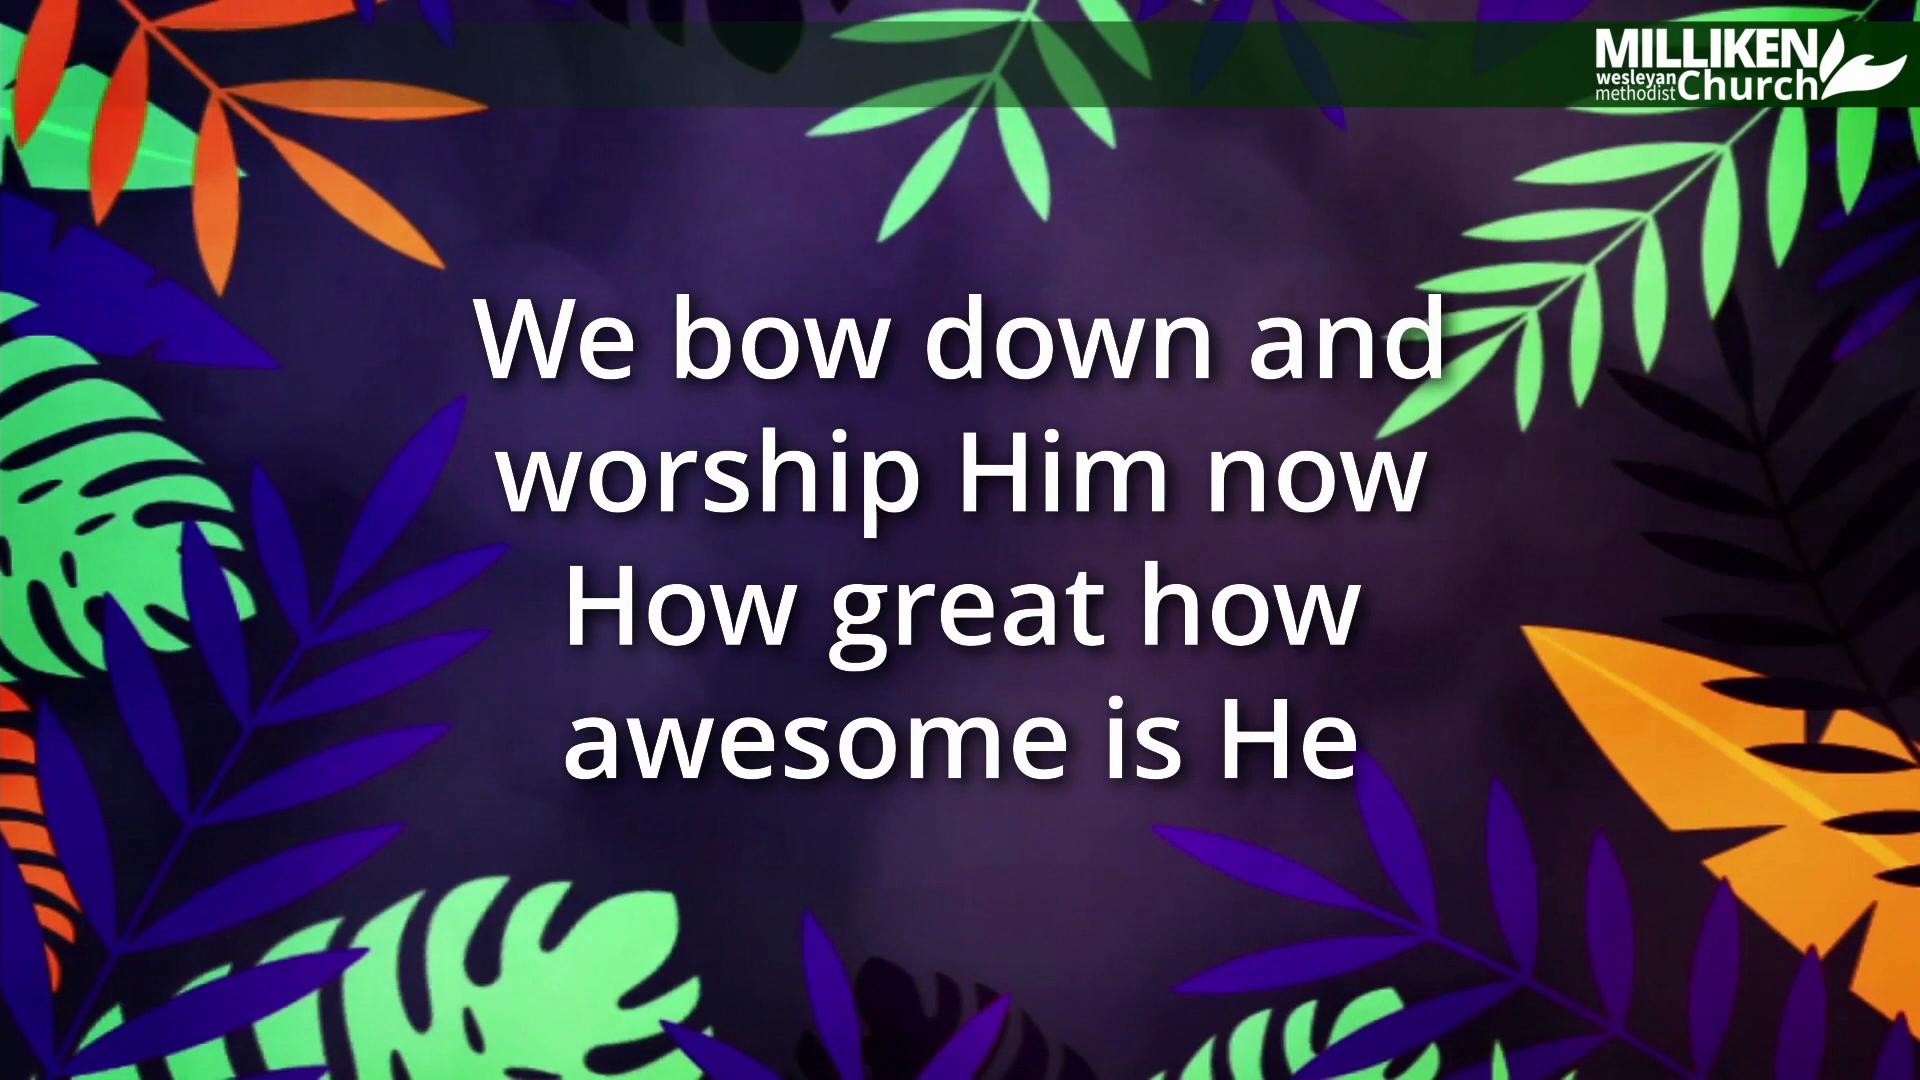 MILLIKEN
wesleyan
methodist Church
We bow down and
worship Him now
How great how
awesome is He